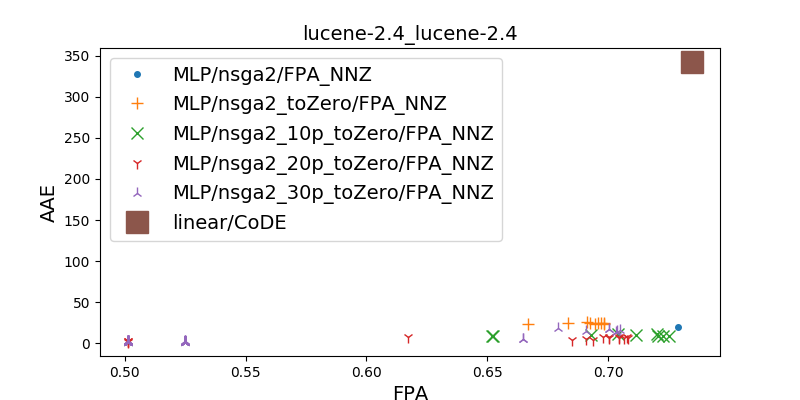 lucene-2.4_lucene-2.4
350
300
250
200
150
100
50
0
AAE
MLP/nsga2/FPA_NNZ
MLP/nsga2_toZero/FPA_NNZ
MLP/nsga2_10p_toZero/FPA_NNZ
MLP/nsga2_20p_toZero/FPA_NNZ
MLP/nsga2_30p_toZero/FPA_NNZ
linear/CoDE
0.50 0.55 0.60 0.65 0.70
FPA